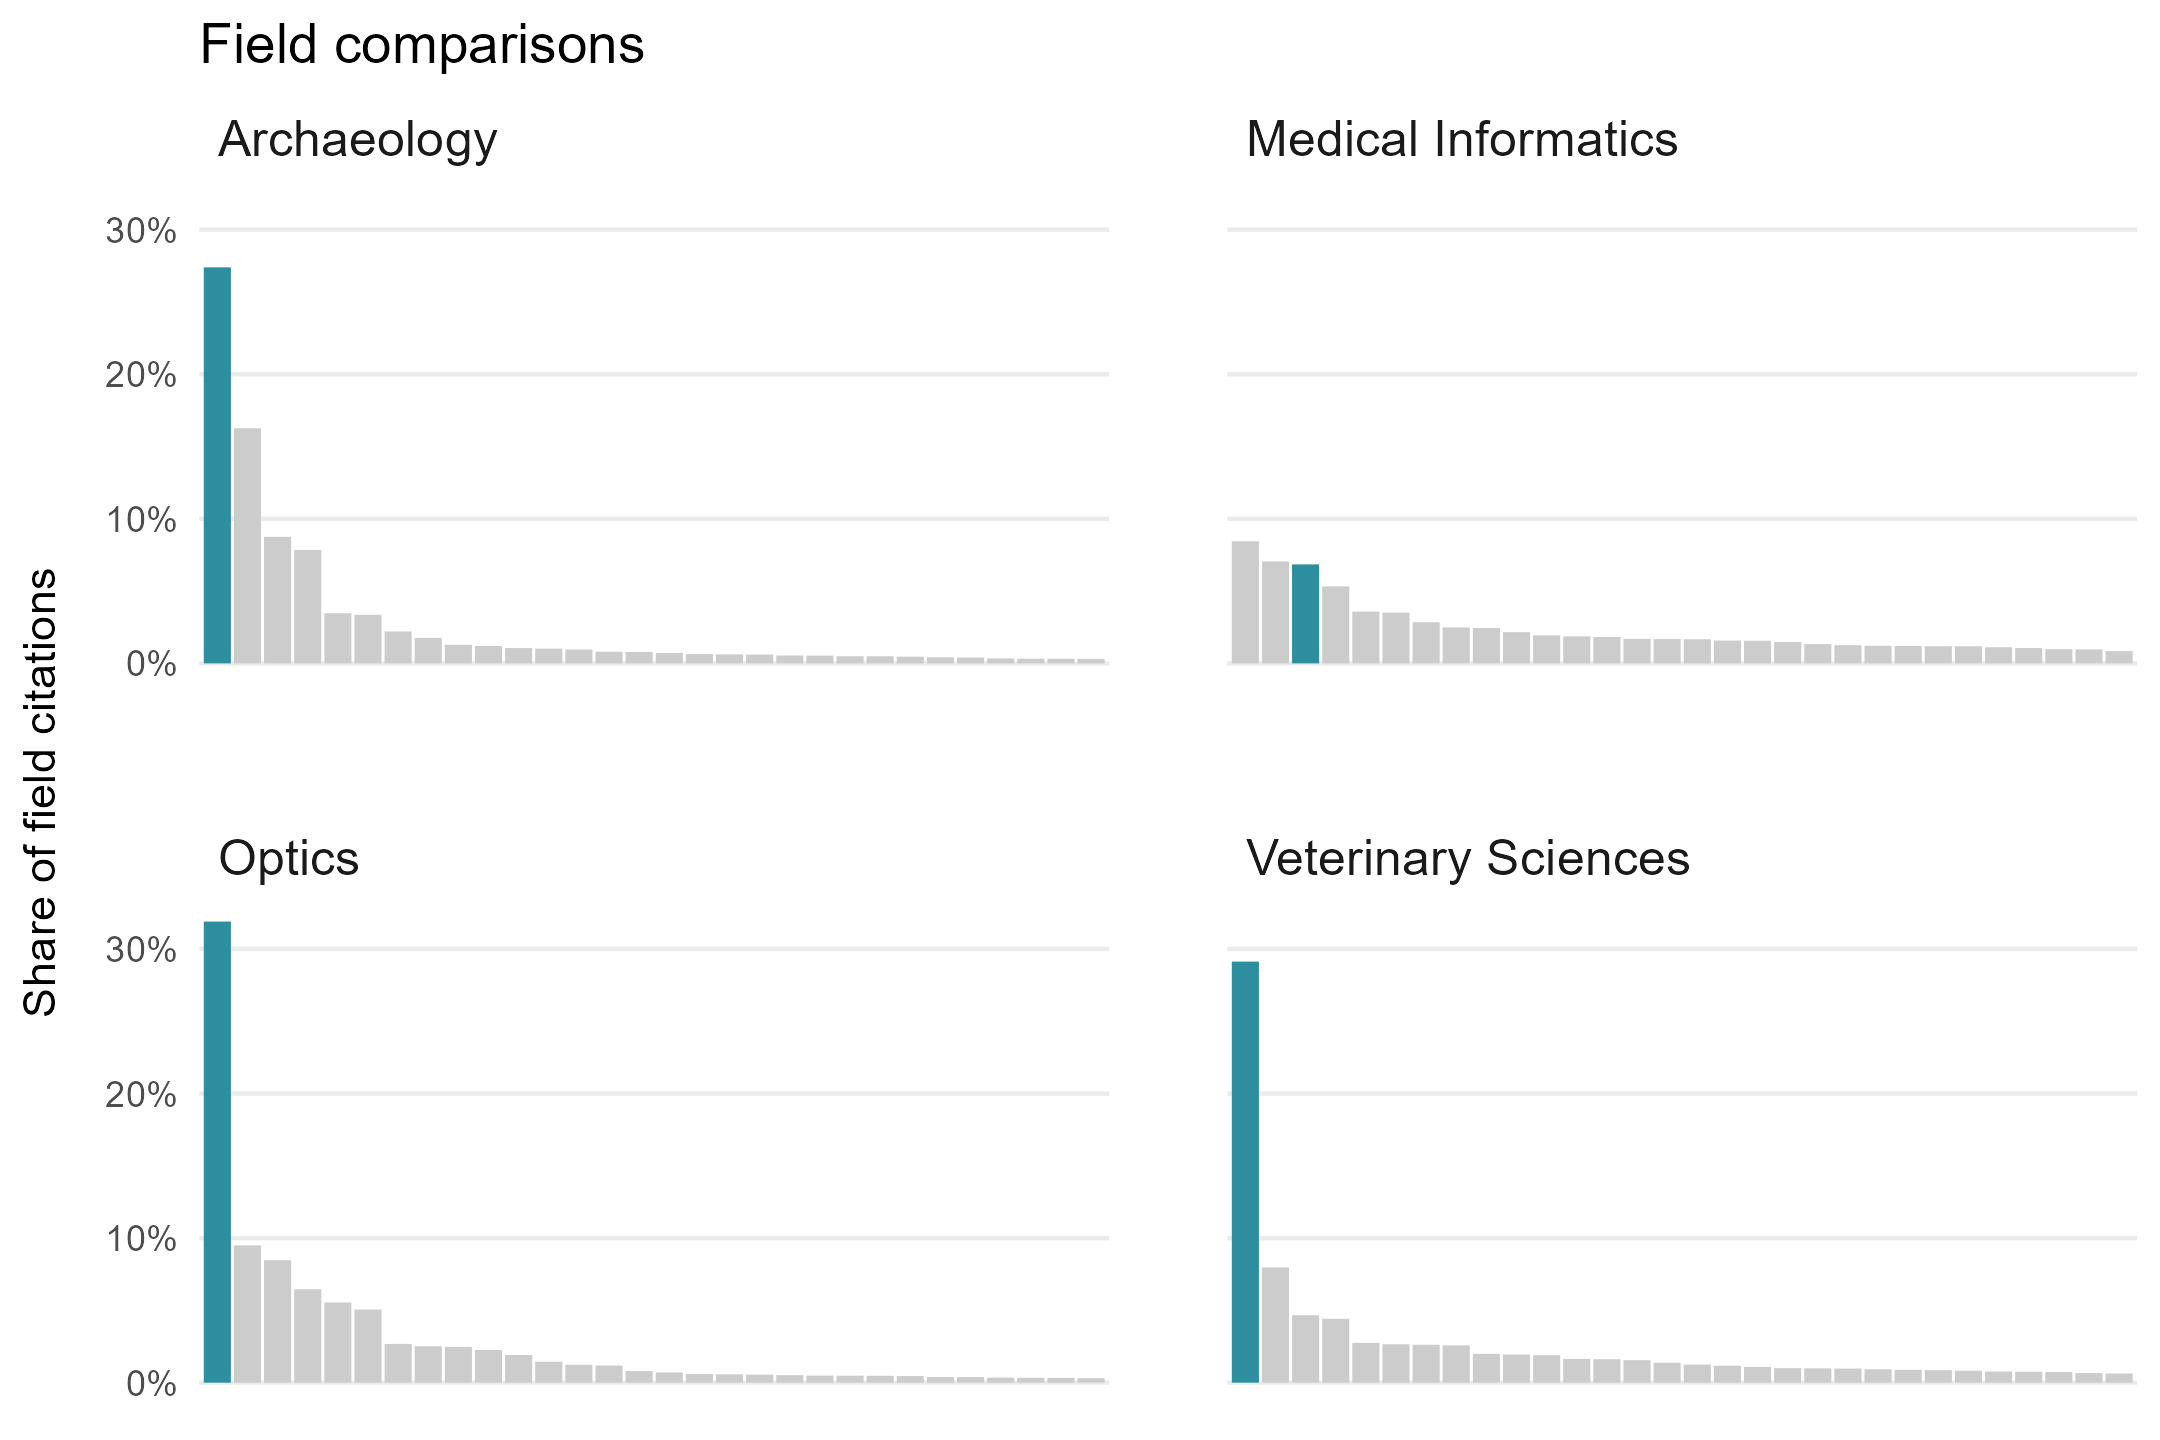 Field comparisons
Archaeology
Medical Informatics
30%
20%
10%
0%
Share of field citations
Optics
Veterinary Sciences
30%
20%
10%
0%